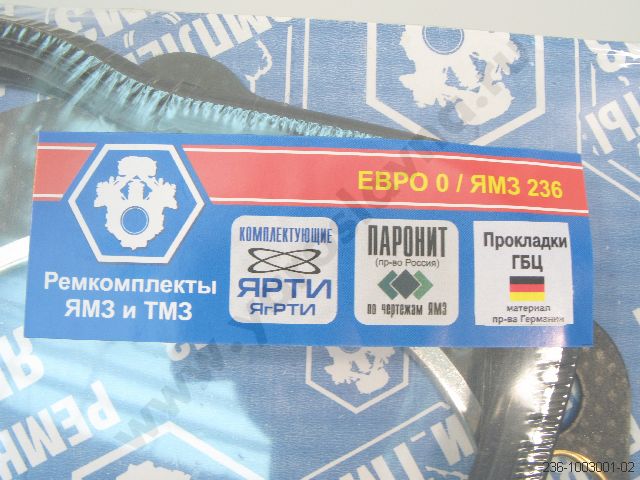 ЕВРО 0 / ЯМЗ 236
Ремкомплекты
ЯМЗ и ТМЗ
КОМПЛЕКТУЮЩИЕ
ЯРТИ
ЯгРТИ
ПАРОНИТ
(пр-во Россия)
по чертежам ЯМЗ
Прокладки
ГБЦ
материал
пр-ва Германии
236-1003001-02